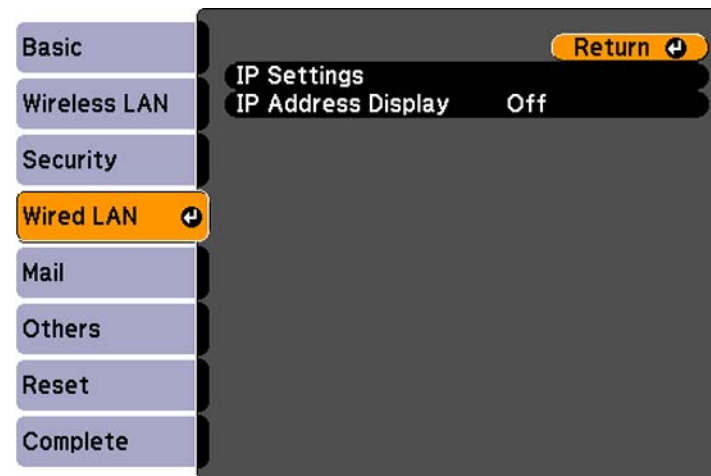 Basic
Wireless LAN
Security
Wired LAN
Mail
Others
Reset
Complete
Return
IP Settings
IP Address Display Off